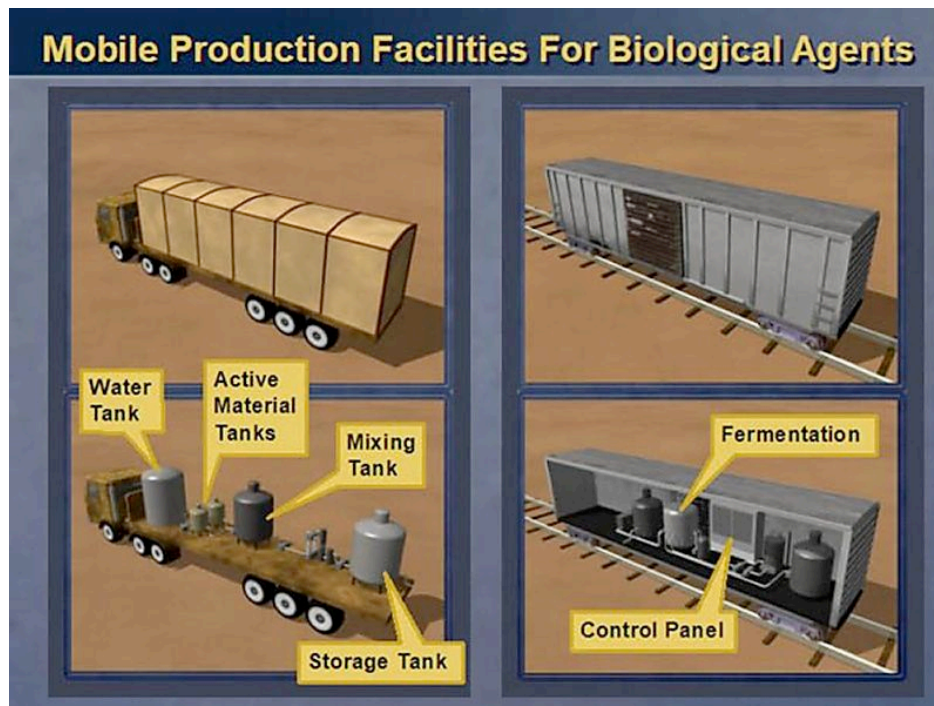 Mobile Production Facilities For Biological Agents
Water
Tank
Active
Material
Tanks
Mixing
Tank
Storage Tank
Fermentation
Control Panel